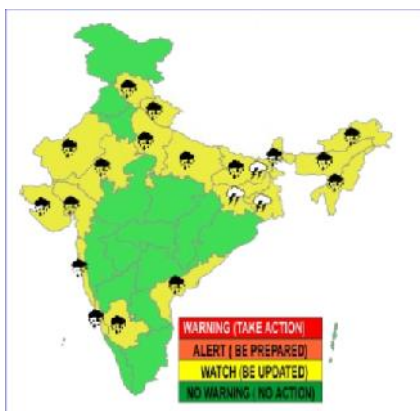 WARNING (TAKE ACTION)
ALERT ( BE PREPARED)
WATCH (BE UPDATED)
NO WARNING ( NO ACTION)